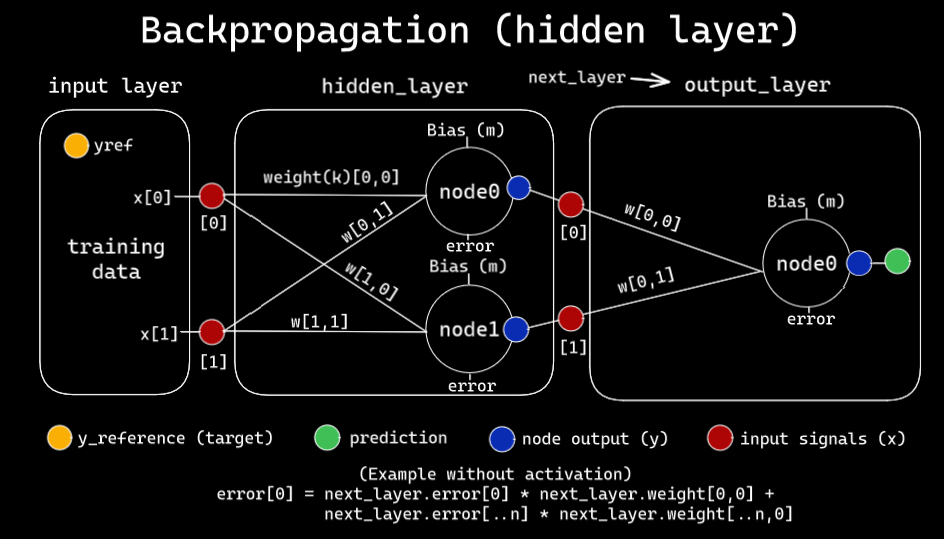 Backpropagation (hidden layer)
input layer
hidden_layer
next_layer
output_layer
yref
x[0]
training
data
x[1]
[0]
[1]
weight(k)[0,0]
w[0,1]
w[1,0]
w[1,1]
Bias (m)
node0
error
Bias (m)
node1
error
[0]
[1]
w[0,0]
w[0,1]
Bias (m)
node0
error
y_reference (target)
prediction
node output (y)
input signals (x)
(Example without activation)
error[0] = next_layer.error[0] * next_layer.weight[0,0] +
next_layer.error[..n] * next_layer.weight[..n,0]